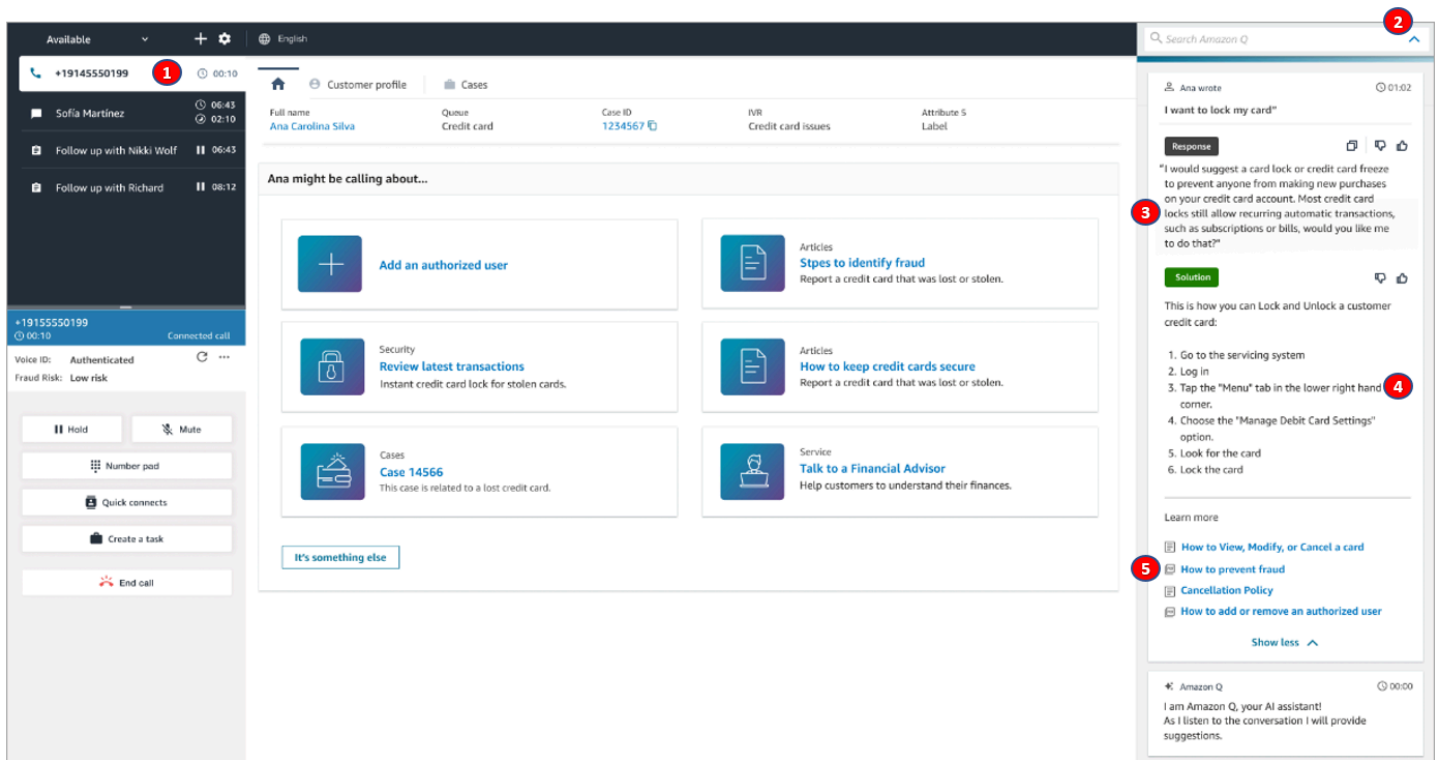 Available
English
+19145550199
1
00:10
Sofía Martínez
06:43
02:10
Follow up with Nikki Wolf
06:43
Follow up with Richard
08:12
+19155550199
00:10
Connected call
Voice ID: Authenticated
Fraud Risk: Low risk
Hold
Mute
Number pad
Quick connects
Create a task
End call
Customer profile
Cases
Full name
Ana Carolina Silva
Queue
Credit card
Case ID
1234567
IVR
Credit card issues
Attribute 5
Label
Ana might be calling about...
Add an authorized user
Articles
Stpes to identify fraud
Report a credit card that was lost or stolen.
Security
Review latest transactions
Instant credit card lock for stolen cards.
Articles
How to keep credit cards secure
Report a credit card that was lost or stolen.
Cases
Case 14566
This case is related to a lost credit card.
Service
Talk to a Financial Advisor
Help customers to understand their finances.
It's something else
2
Search Amazon Q
Ana wrote
01:02
I want to lock my card"
Response
"I would suggest a card lock or credit card freeze
to prevent anyone from making new purchases
on your credit card account. Most credit card
3
locks still allow recurring automatic transactions,
such as subscriptions or bills, would you like me
to do that?"
Solution
This is how you can Lock and Unlock a customer
credit card:
1. Go to the servicing system
2. Log in
3. Tap the "Menu" tab in the lower right hand
4
corner.
4. Choose the "Manage Debit Card Settings"
option.
5. Look for the card
6. Lock the card
Learn more
How to View, Modify, or Cancel a card
5
How to prevent fraud
Cancellation Policy
How to add or remove an authorized user
Show less
Amazon Q
00:00
I am Amazon Q, your AI assistant!
As I listen to the conversation I will provide
suggestions.